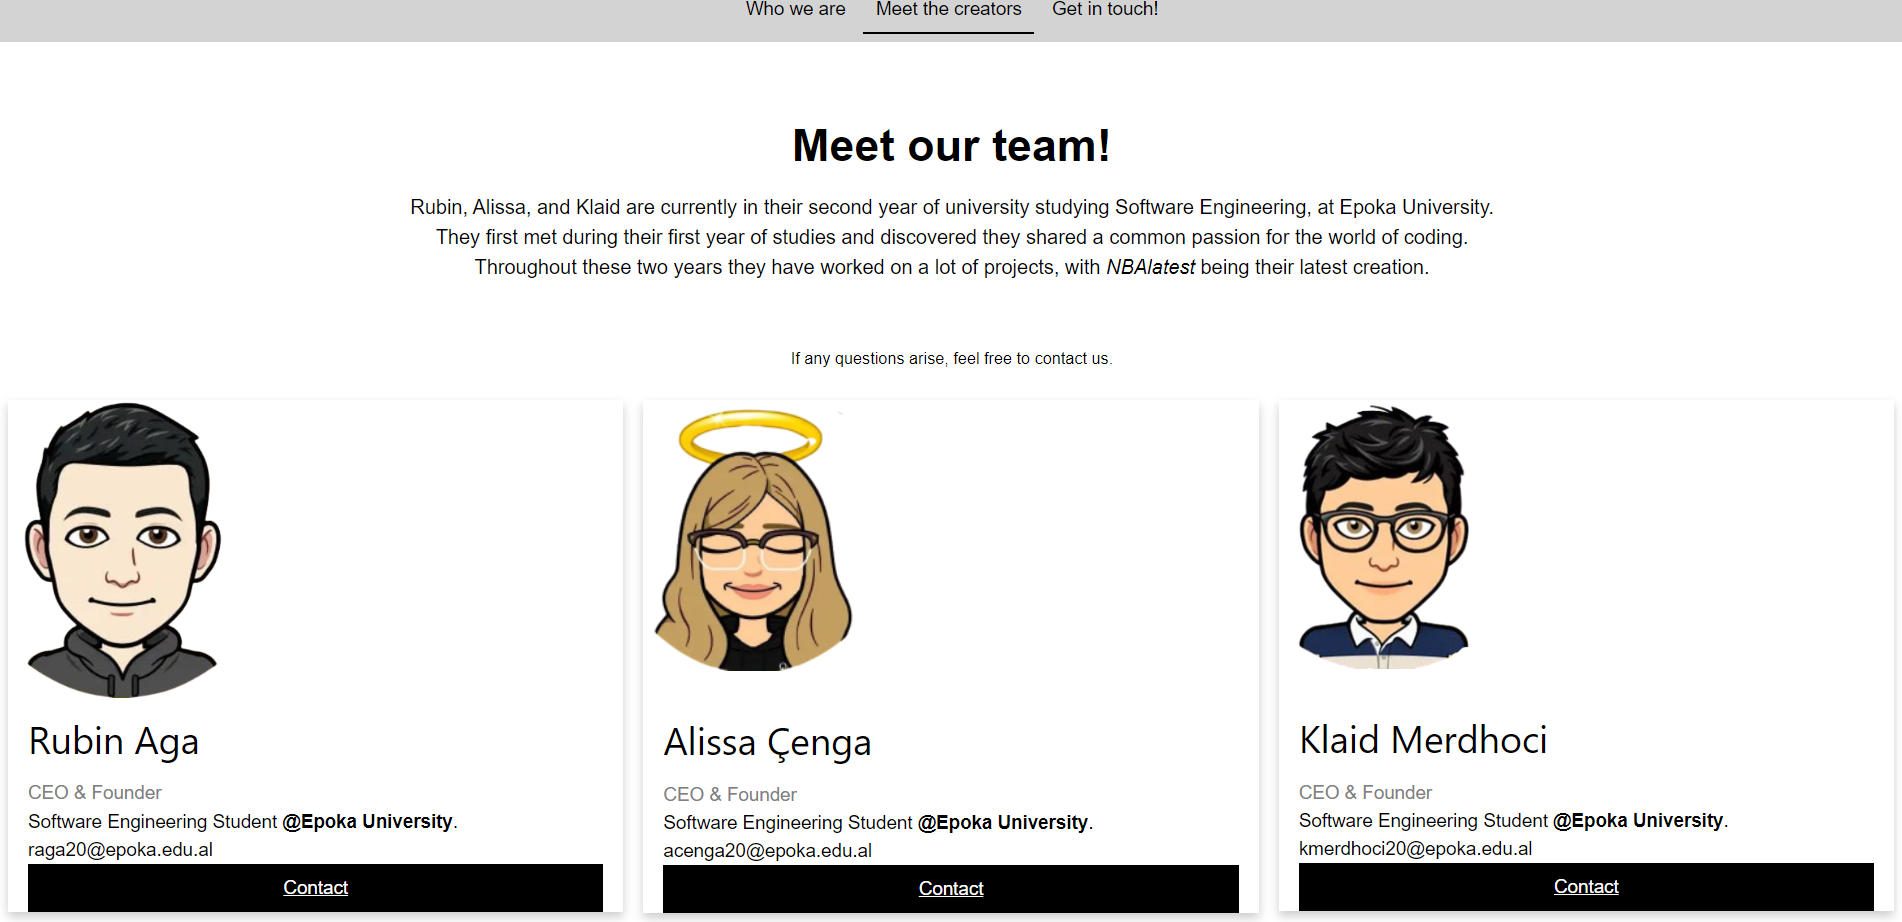 Who we are Meet the creators Get in touch!
Meet our team!
Rubin, Alissa, and Klaid are currently in their second year of university studying Software Engineering, at Epoka University.
They first met during their first year of studies and discovered they shared a common passion for the world of coding.
Throughout these two years they have worked on a lot of projects, with NBAlatest being their latest creation.
If any questions arise, feel free to contact us.
Rubin Aga
CEO & Founder
Software Engineering Student @Epoka University.
raga20@epoka.edu.al
Contact
Alissa Çenga
CEO & Founder
Software Engineering Student @Epoka University.
acenga20@epoka.edu.al
Contact
Klaid Merdhoci
CEO & Founder
Software Engineering Student @Epoka University.
kmerdhoci20@epoka.edu.al
Contact